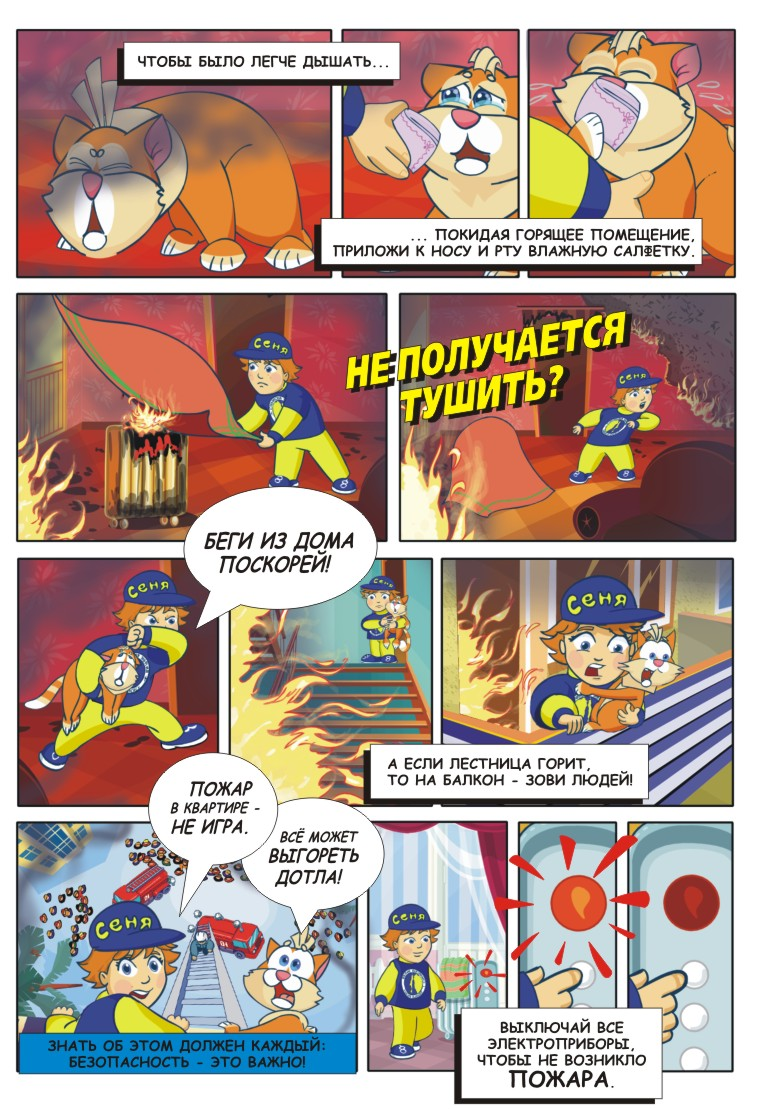 ЧТОБЫ БЫЛО ЛЕГЧЕ ДЫШАТЬ...
... ПОКИДАЯ ГОРЯЩЕЕ ПОМЕЩЕНИЕ,
ПРИЛОЖИ К НОСУ И РТУ ВЛАЖНУЮ САЛФЕТКУ.
Сеня
НЕ ПОЛУЧАЕТСЯ
ТУШИТЬ?
Сеня
БЕГИ ИЗ ДОМА
ПОСКОРЕЙ!
Сеня
Сеня
Сеня
А ЕСЛИ ЛЕСТНИЦА ГОРИТ,
ТО НА БАЛКОН - ЗОВИ ЛЮДЕЙ!
ПОЖАР
В КВАРТИРЕ -
НЕ ИГРА.
ВСЁ МОЖЕТ
ВЫГОРЕТЬ
ДОТЛА!
Сеня
ЗНАТЬ ОБ ЭТОМ ДОЛЖЕН КАЖДЫЙ:
БЕЗОПАСНОСТЬ - ЭТО ВАЖНО!
Сеня
ВЫКЛЮЧАЙ ВСЕ
ЭЛЕКТРОПРИБОРЫ,
ЧТОБЫ НЕ ВОЗНИКЛО
ПОЖАРА.